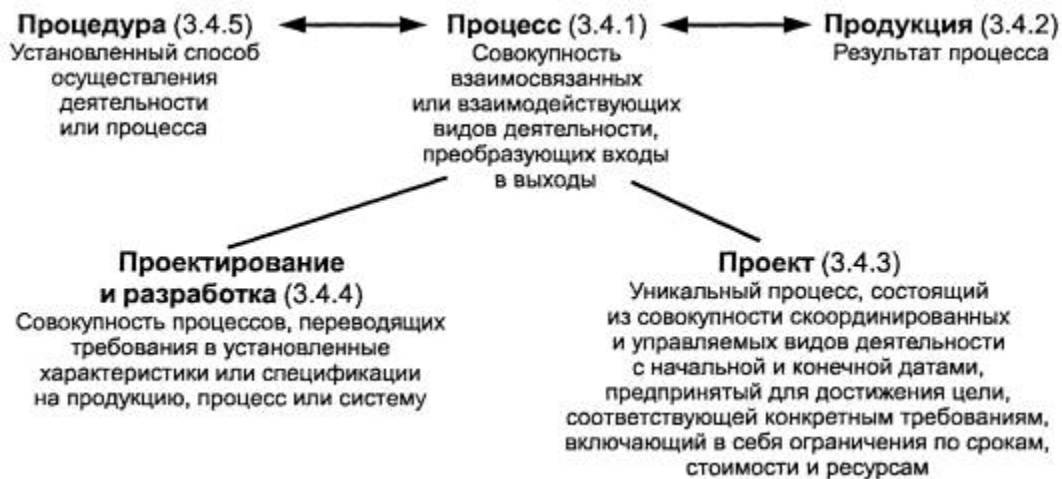 Процедура (3.4.5)
Установленный способ
осуществления
деятельности
или процесса
Процесс (3.4.1)
Совокупность
взаимосвязанных
или взаимодействующих
видов деятельности,
преобразующих входы
в выходы
Продукция (3.4.2)
Результат процесса
Проектирование
и разработка (3.4.4)
Совокупность процессов, переводящих
требования в установленные
характеристики или спецификации
на продукцию, процесс или систему
Проект (3.4.3)
Уникальный процесс, состоящий
из совокупности скоординированных
и управляемых видов деятельности
с начальной и конечной датами,
предпринятый для достижения цели,
соответствующей конкретным требованиям,
включающий в себя ограничения по срокам,
стоимости и ресурсам